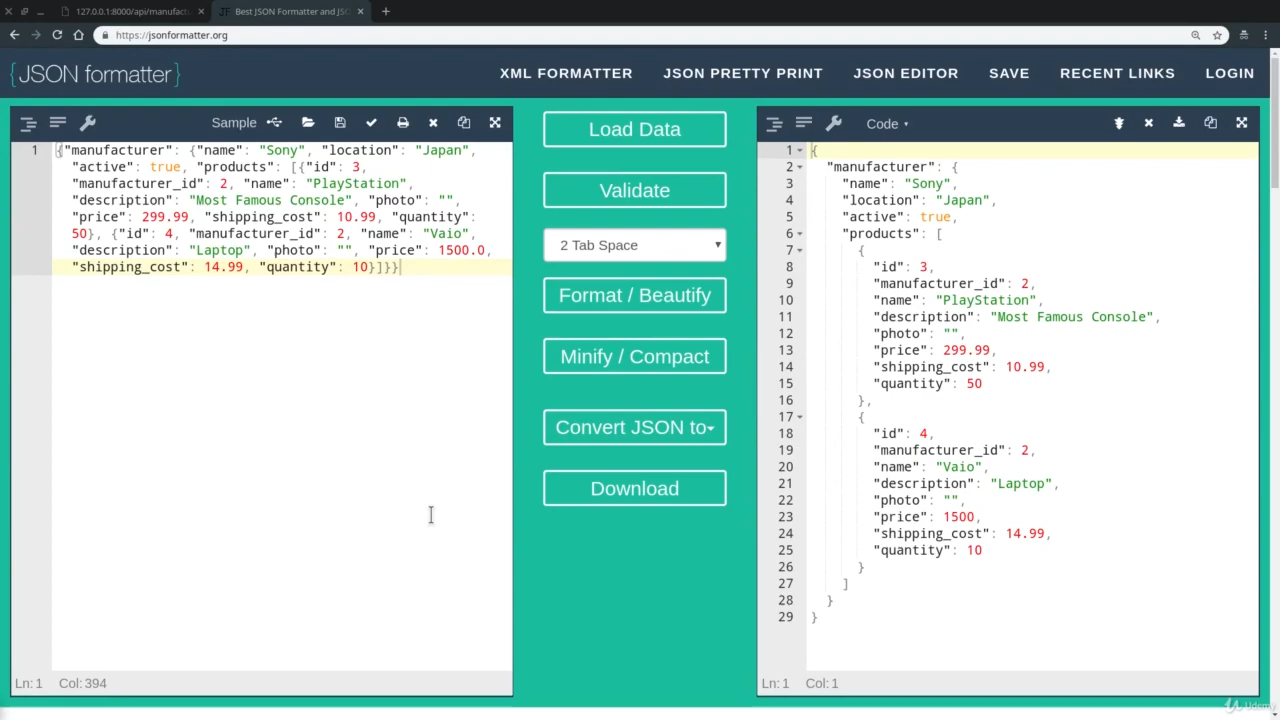 127.0.0.1:8000/api/manufactu
Best JSON Formatter and JSO
https://jsonformatter.org
{JSON formatter}
XML FORMATTER
JSON PRETTY PRINT
JSON EDITOR
SAVE
RECENT LINKS
LOGIN
Sample
1
{"manufacturer": {"name": "Sony", "location": "Japan",
"active": true, "products": [{"id": 3,
"manufacturer_id": 2, "name": "PlayStation",
"description": "Most Famous Console", "photo": "",
"price": 299.99, "shipping_cost": 10.99, "quantity":
50}, {"id": 4, "manufacturer_id": 2, "name": "Vaio",
"description": "Laptop", "photo": "", "price": 1500.0,
"shipping_cost": 14.99, "quantity": 10}]}}
Ln:1 Col:394
Load Data
Validate
2 Tab Space
Format / Beautify
Minify / Compact
Convert JSON to
Download
Code
1 {
2 "manufacturer": {
3 "name": "Sony",
4 "location": "Japan",
5 "active": true,
6 "products": [
7 {
8 "id": 3,
9 "manufacturer_id": 2,
10 "name": "PlayStation",
11 "description": "Most Famous Console",
12 "photo": "",
13 "price": 299.99,
14 "shipping_cost": 10.99,
15 "quantity": 50
16 },
17 {
18 "id": 4,
19 "manufacturer_id": 2,
20 "name": "Vaio",
21 "description": "Laptop",
22 "photo": "",
23 "price": 1500,
24 "shipping_cost": 14.99,
25 "quantity": 10
26 }
27 ]
28 }
29 }
Ln:1 Col:1
Udemy